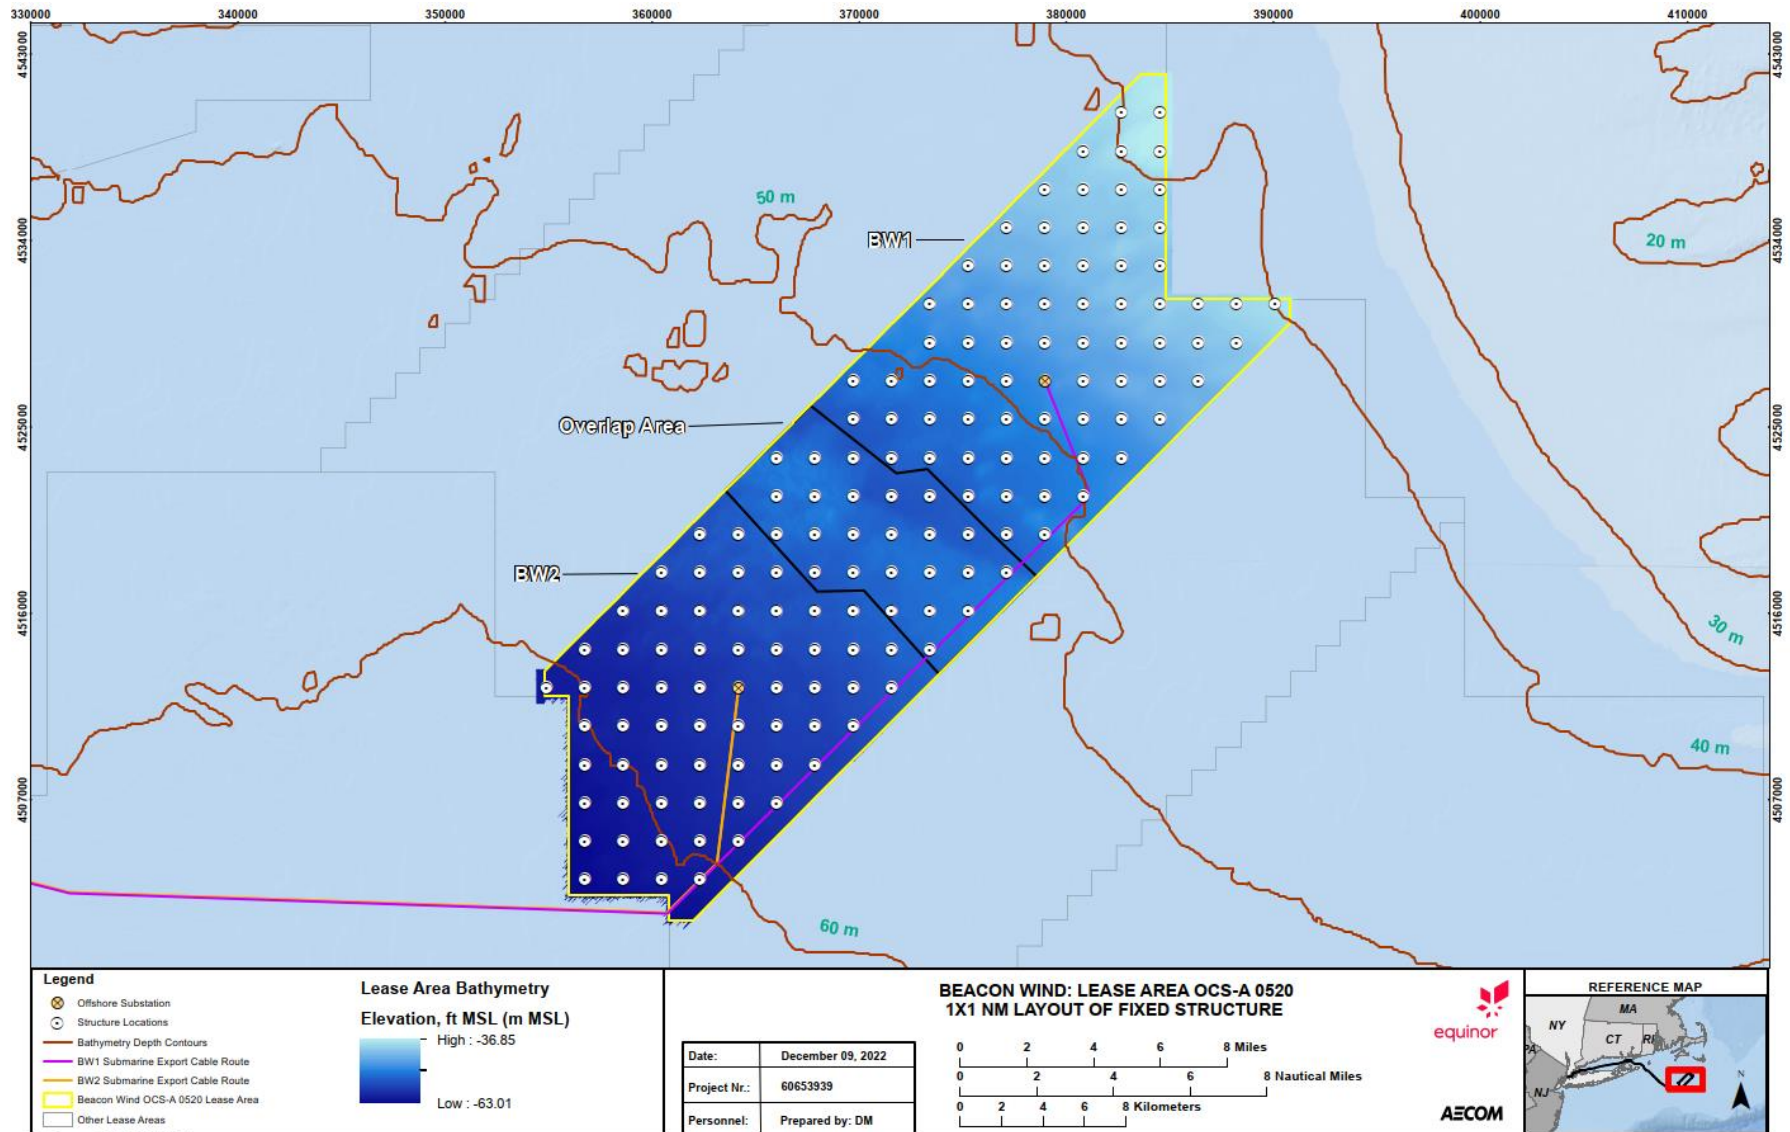 330000 340000 350000 360000 370000 380000 390000 400000 410000
4543000 4543000
50 m
BW1
4534000 20 m 4534000
Overlap Area
4525000 4525000
BW2
4516000 30 m 4516000
40 m
4507000 4507000
60 m
Legend
Offshore Substation
Structure Locations
Bathymetry Depth Contours
BW1 Submarine Export Cable Route
BW2 Submarine Export Cable Route
Beacon Wind OCS-A 0520 Lease Area
Other Lease Areas
Lease Area Bathymetry
Elevation, ft MSL (m MSL)
High : -36.85
Low : -63.01
BEACON WIND: LEASE AREA OCS-A 0520
1X1 NM LAYOUT OF FIXED STRUCTURE
Date: December 09, 2022
Project Nr.: 60653939
Personnel: Prepared by: DM
0 2 4 6 8 Miles
0 2 4 6 8 Nautical Miles
0 2 4 6 8 Kilometers
equinor
AECOM
REFERENCE MAP
NY MA
CT RI
PA
NJ
N